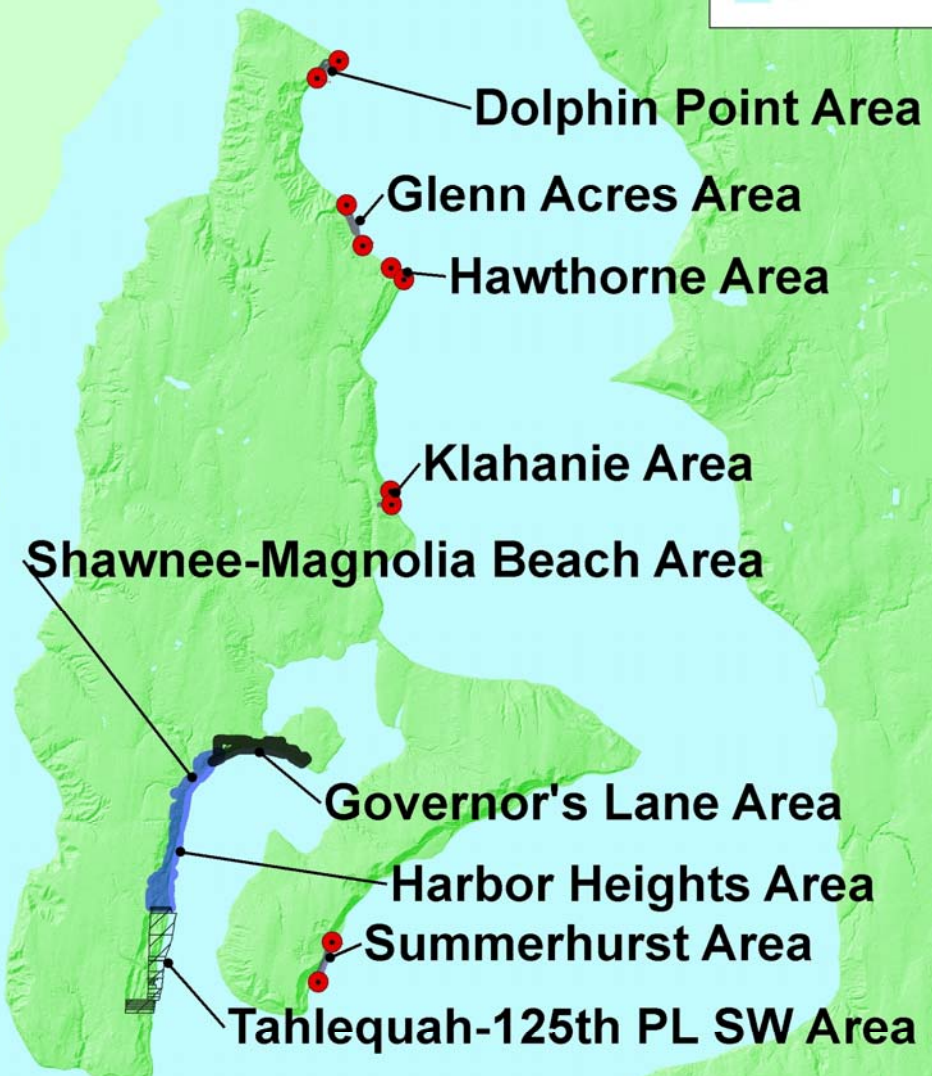 Dolphin Point Area
Glenn Acres Area
Hawthorne Area
Klahanie Area
Shawnee-Magnolia Beach Area
Governor's Lane Area
Harbor Heights Area
Summerhurst Area
Tahlequah-125th PL SW Area